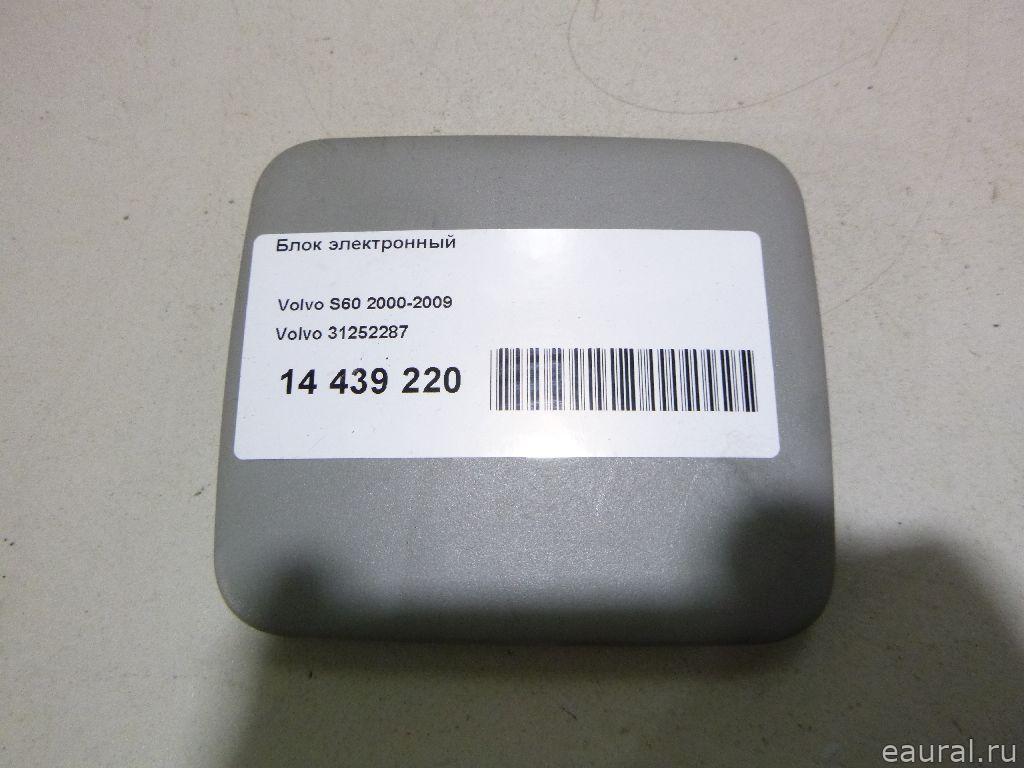 Блок электронный
Volvo S60 2000-2009
Volvo 31252287
14 439 220
eaural.ru